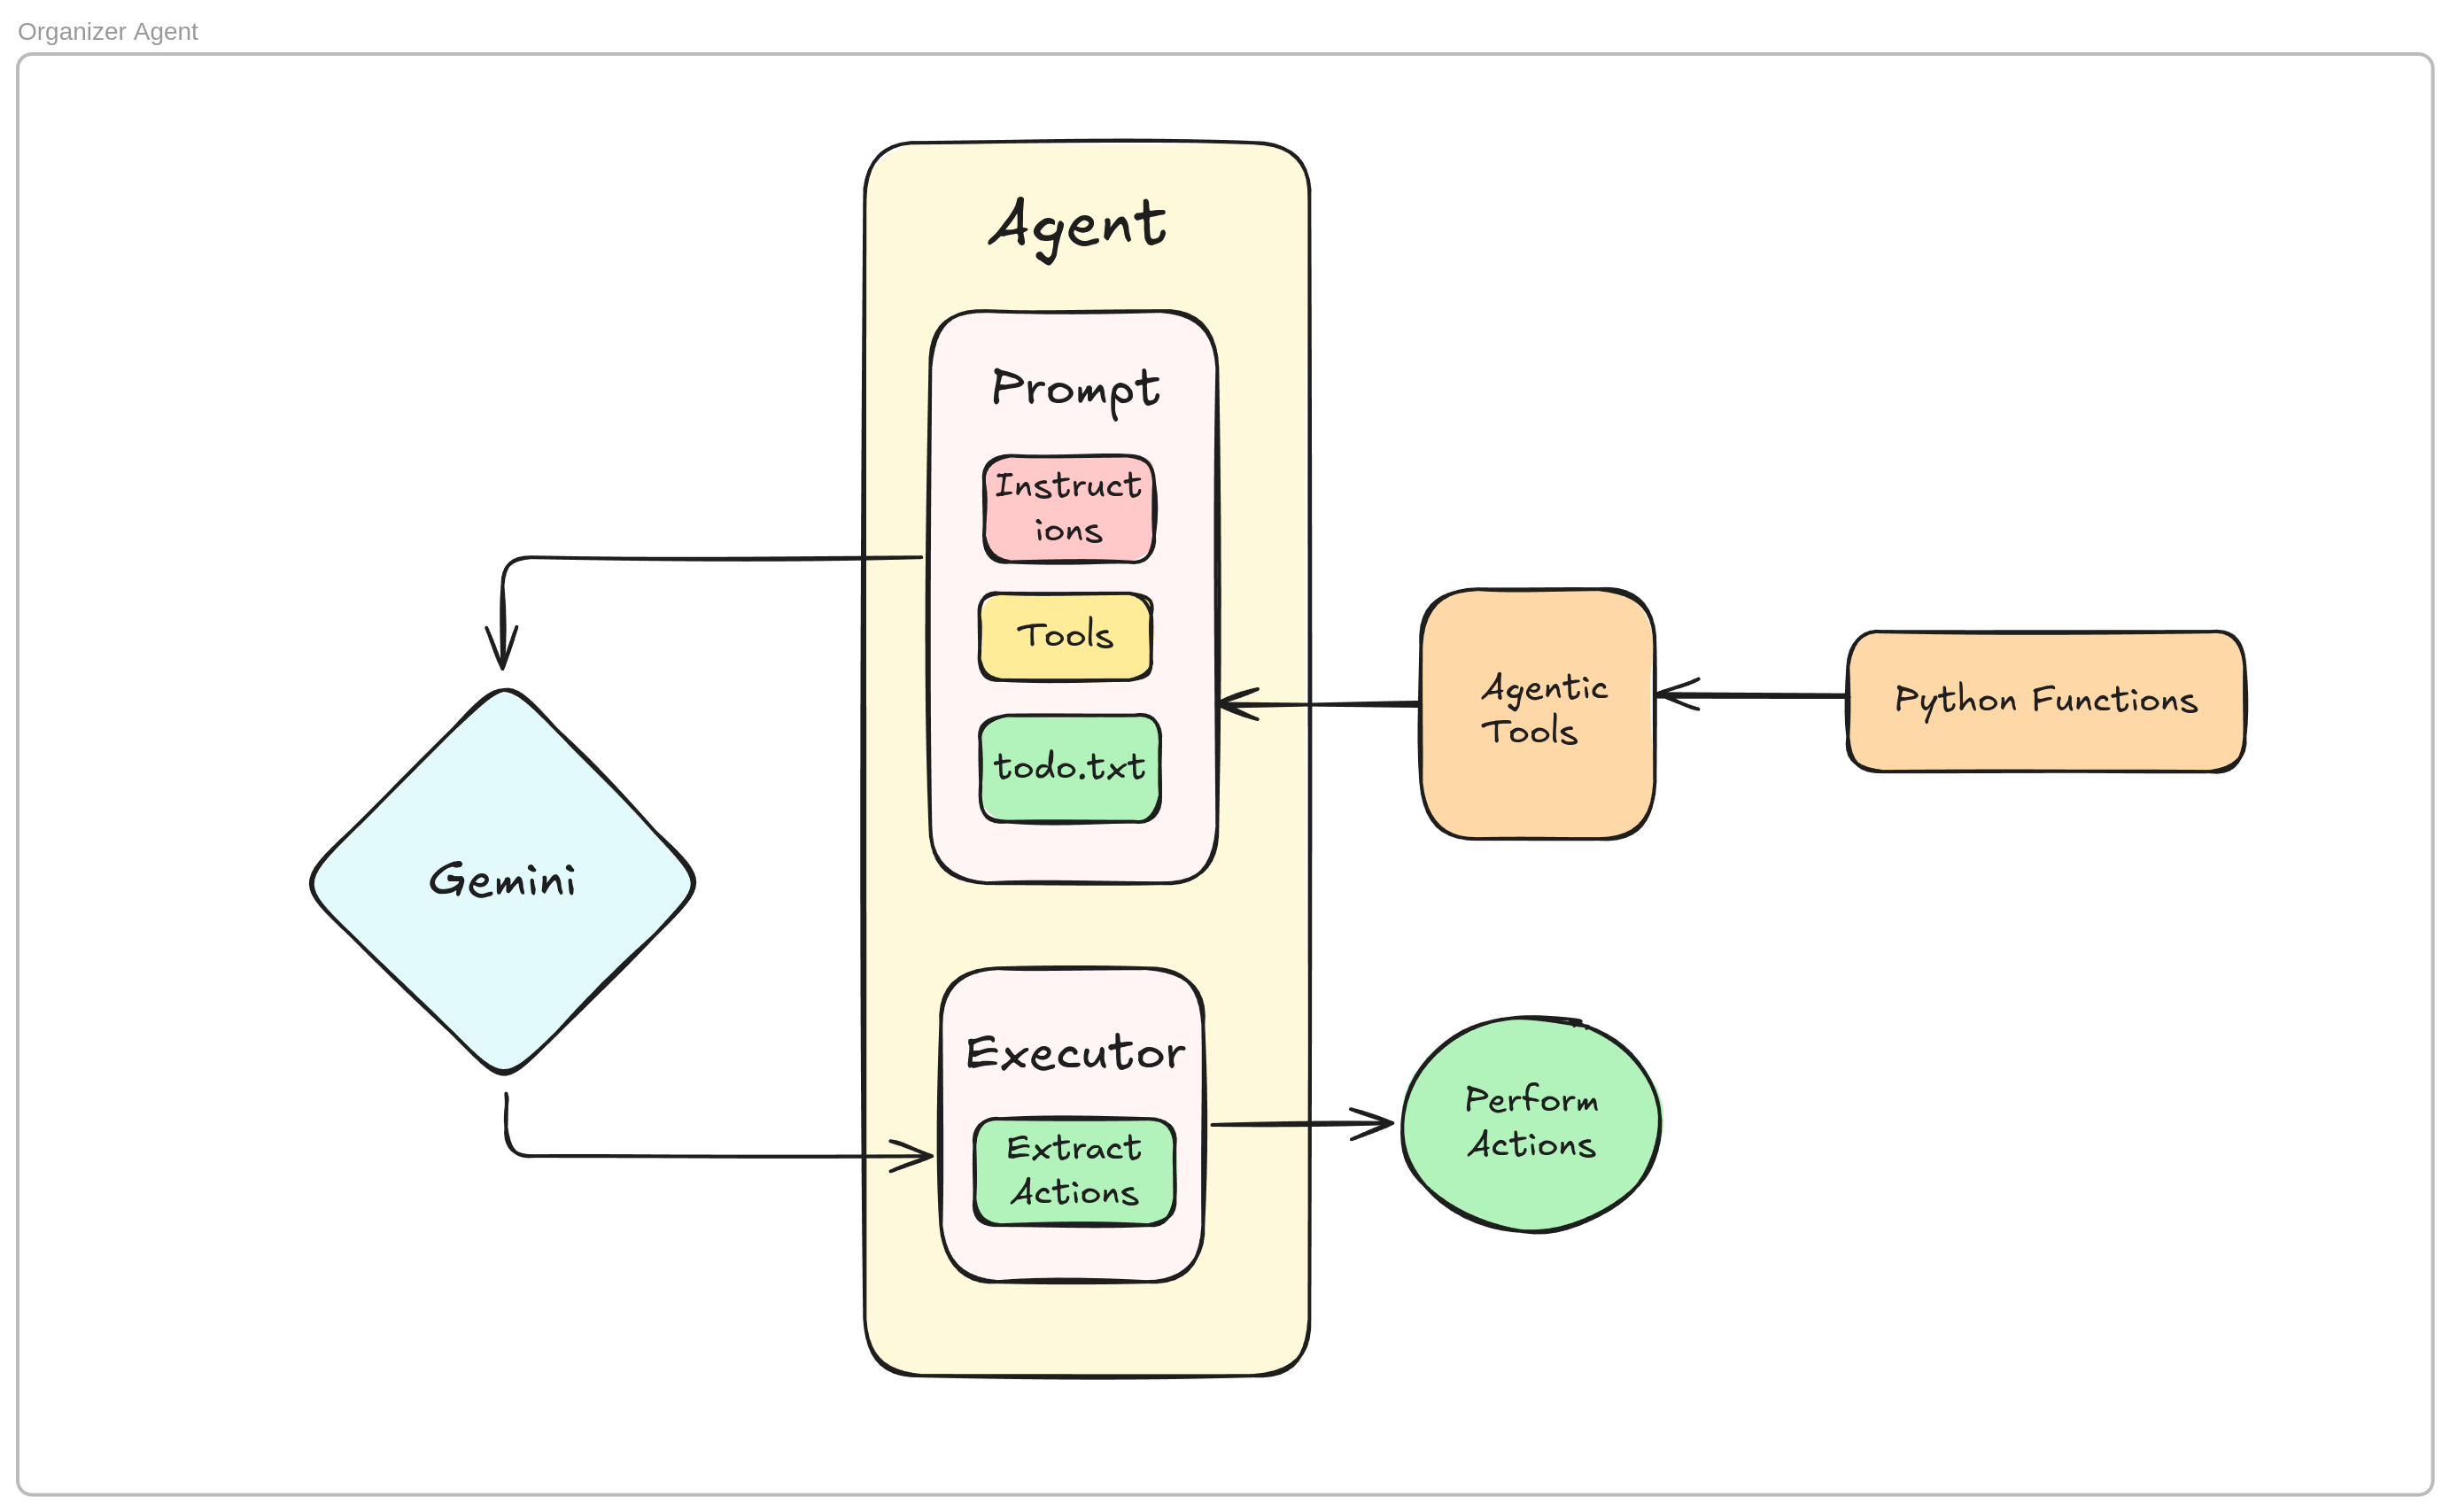 Organizer Agent
Agent
Prompt
Instruct
ions
Tools
todo.txt
Agentic
Tools
Python Functions
Gemini
Executor
Extract
Actions
Perform
Actions